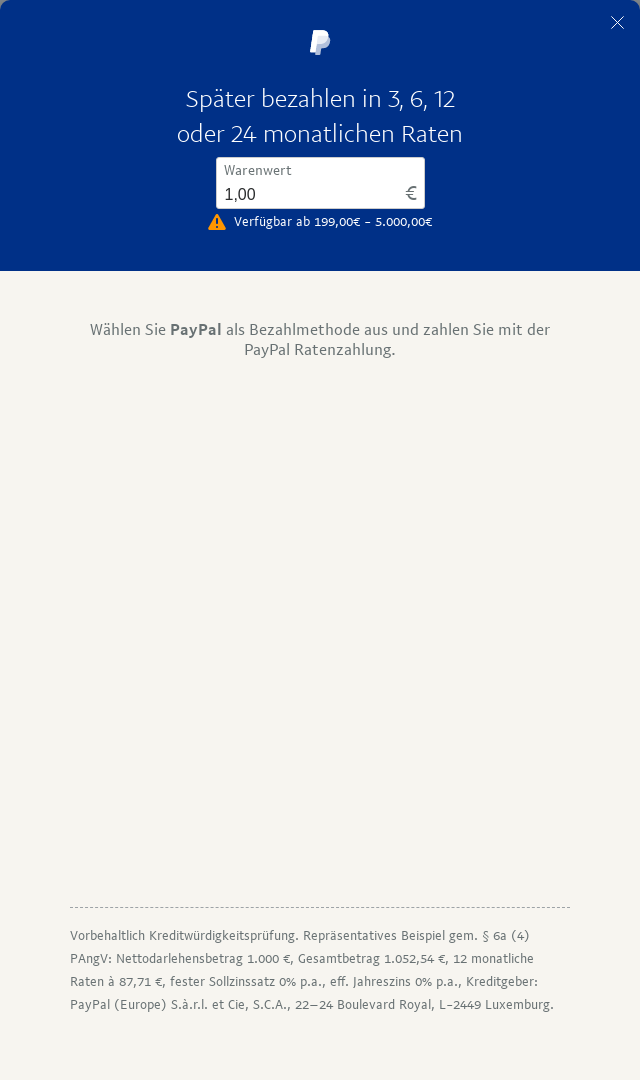 Später bezahlen in 3, 6, 12
oder 24 monatlichen Raten
Warenwert
1,00 €
Verfügbar ab 199,00€ - 5.000,00€
Wählen Sie PayPal als Bezahlmethode aus und zahlen Sie mit der
PayPal Ratenzahlung.
Vorbehaltlich Kreditwürdigkeitsprüfung. Repräsentatives Beispiel gem. § 6a (4)
PAngV: Nettodarlehensbetrag 1.000 €, Gesamtbetrag 1.052,54 €, 12 monatliche
Raten à 87,71 €, fester Sollzinssatz 0% p.a., eff. Jahreszins 0% p.a., Kreditgeber:
PayPal (Europe) S.à.r.l. et Cie, S.C.A., 22–24 Boulevard Royal, L-2449 Luxemburg.